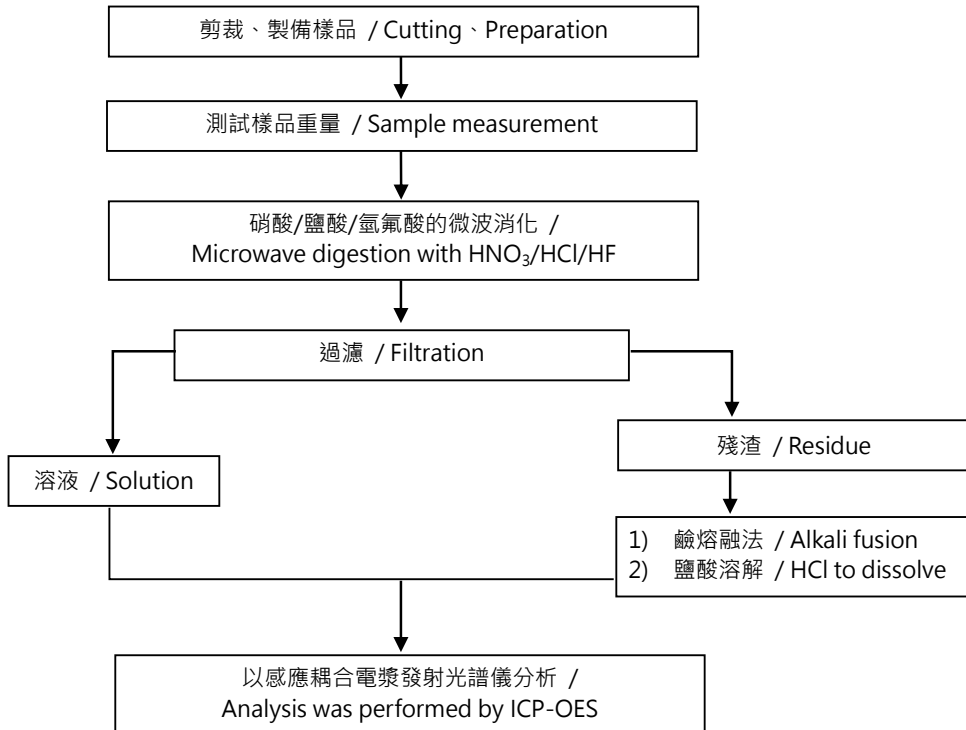 剪裁、製備樣品 / Cutting、Preparation
測試樣品重量 / Sample measurement
硝酸/鹽酸/氫氟酸的微波消化 /
Microwave digestion with HNO₃/HCl/HF
過濾 / Filtration
溶液 / Solution
殘渣 / Residue
1) 鹼熔融法 / Alkali fusion
2) 鹽酸溶解 / HCl to dissolve
以感應耦合電漿發射光譜儀分析 /
Analysis was performed by ICP-OES